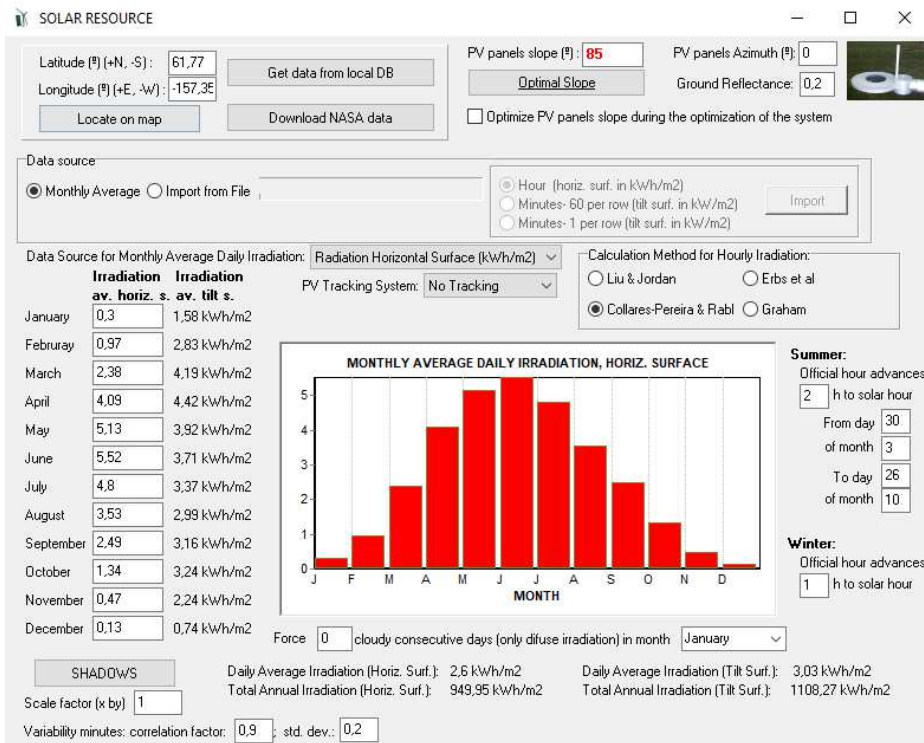 SOLAR RESOURCE
Latitude (º) (+N, -S) : 61,77
Longitude (º) (+E, -W) : -157,35
Get data from local DB
Locate on map
Download NASA data
PV panels slope (º) : 85
PV panels Azimuth (º): 0
Optimal Slope
Ground Reflectance: 0,2
Optimize PV panels slope during the optimization of the system
Data source
Monthly Average Import from File
Hour (horiz. surf. in kWh/m2)
Minutes- 60 per row (tilt surf. in kWh/m2)
Minutes- 1 per row (tilt surf. in kWh/m2)
Import
Data Source for Monthly Average Daily Irradiation: Radiation Horizontal Surface (kWh/m2)
PV Tracking System: No Tracking
Calculation Method for Hourly Irradiation:
Liu & Jordan Erbs et al
Collares-Pereira & Rabl Graham
Irradiation Irradiation
av. horiz. s. av. tilt s.
January 0,3 1,58 kWh/m2
Februray 0,97 2,83 kWh/m2
March 2,38 4,19 kWh/m2
April 4,09 4,42 kWh/m2
May 5,13 3,92 kWh/m2
June 5,52 3,71 kWh/m2
July 4,8 3,37 kWh/m2
August 3,53 2,99 kWh/m2
September 2,49 3,16 kWh/m2
October 1,34 3,24 kWh/m2
November 0,47 2,24 kWh/m2
December 0,13 0,74 kWh/m2
MONTHLY AVERAGE DAILY IRRADIATION, HORIZ. SURFACE
5
4
3
2
1
0
J F M A M J J A S O N D
MONTH
Summer:
Official hour advances
2 h to solar hour
From day 30
of month 3
To day 26
of month 10
Winter:
Official hour advances
1 h to solar hour
Force 0 cloudy consecutive days (only difuse irradiation) in month January
SHADOWS
Scale factor (x by) 1
Daily Average Irradiation (Horiz. Surf.): 2,6 kWh/m2
Total Annual Irradiation (Horiz. Surf.): 949,95 kWh/m2
Daily Average Irradiation (Tilt Surf.): 3,03 kWh/m2
Total Annual Irradiation (Tilt Surf.): 1108,27 kWh/m2
Variability minutes: correlation factor: 0,9 ; std. dev.: 0,2